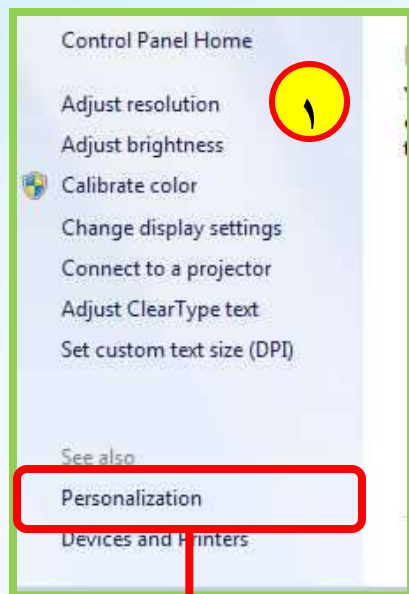 Control Panel Home
Adjust resolution
١
Adjust brightness
Calibrate color
Change display settings
Connect to a projector
Adjust ClearType text
Set custom text size (DPI)
See also
Personalization
Devices and Printers